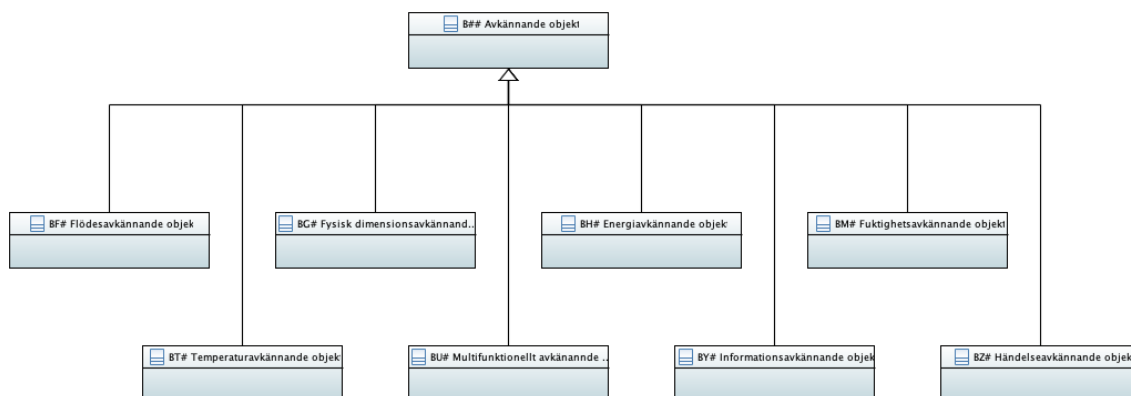 B## Avkännande objekt
BF# Flödesavkännande objek
BG# Fysisk dimensionsavkännand...
BH# Energiavkännande objekt
BM# Fuktighetsavkännande objekt
BT# Temperaturavkännande objekt
BU# Multifunktionellt avkänannde ...
BY# Informationsavkännande objek
BZ# Händelseavkännande objek